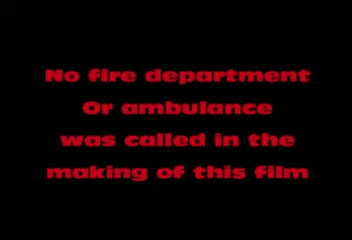 No fire department
Or ambulance
was called in the
making of this film